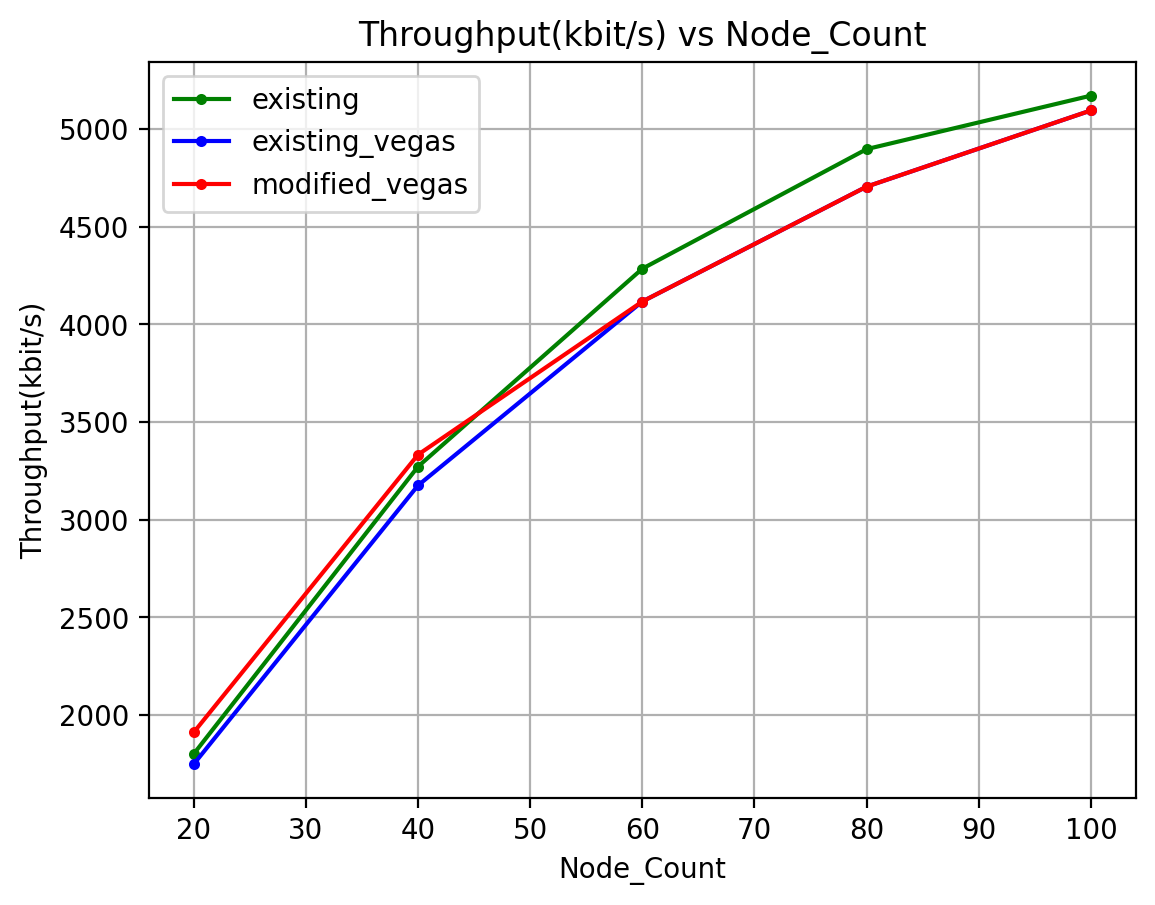 Throughput(kbit/s) vs Node_Count
existing
existing_vegas
modified_vegas
Throughput(kbit/s)
5000
4500
4000
3500
3000
2500
2000
20 30 40 50 60 70 80 90 100
Node_Count